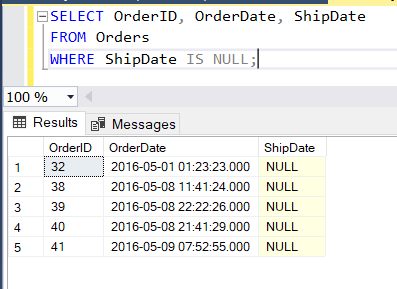 SELECT OrderID, OrderDate, ShipDate
FROM Orders
WHERE ShipDate IS NULL;
100 %
Results Messages
OrderID OrderDate ShipDate
1 32 2016-05-01 01:23:23.000 NULL
2 38 2016-05-08 11:41:24.000 NULL
3 39 2016-05-08 22:22:26.000 NULL
4 40 2016-05-08 21:41:29.000 NULL
5 41 2016-05-09 07:52:55.000 NULL